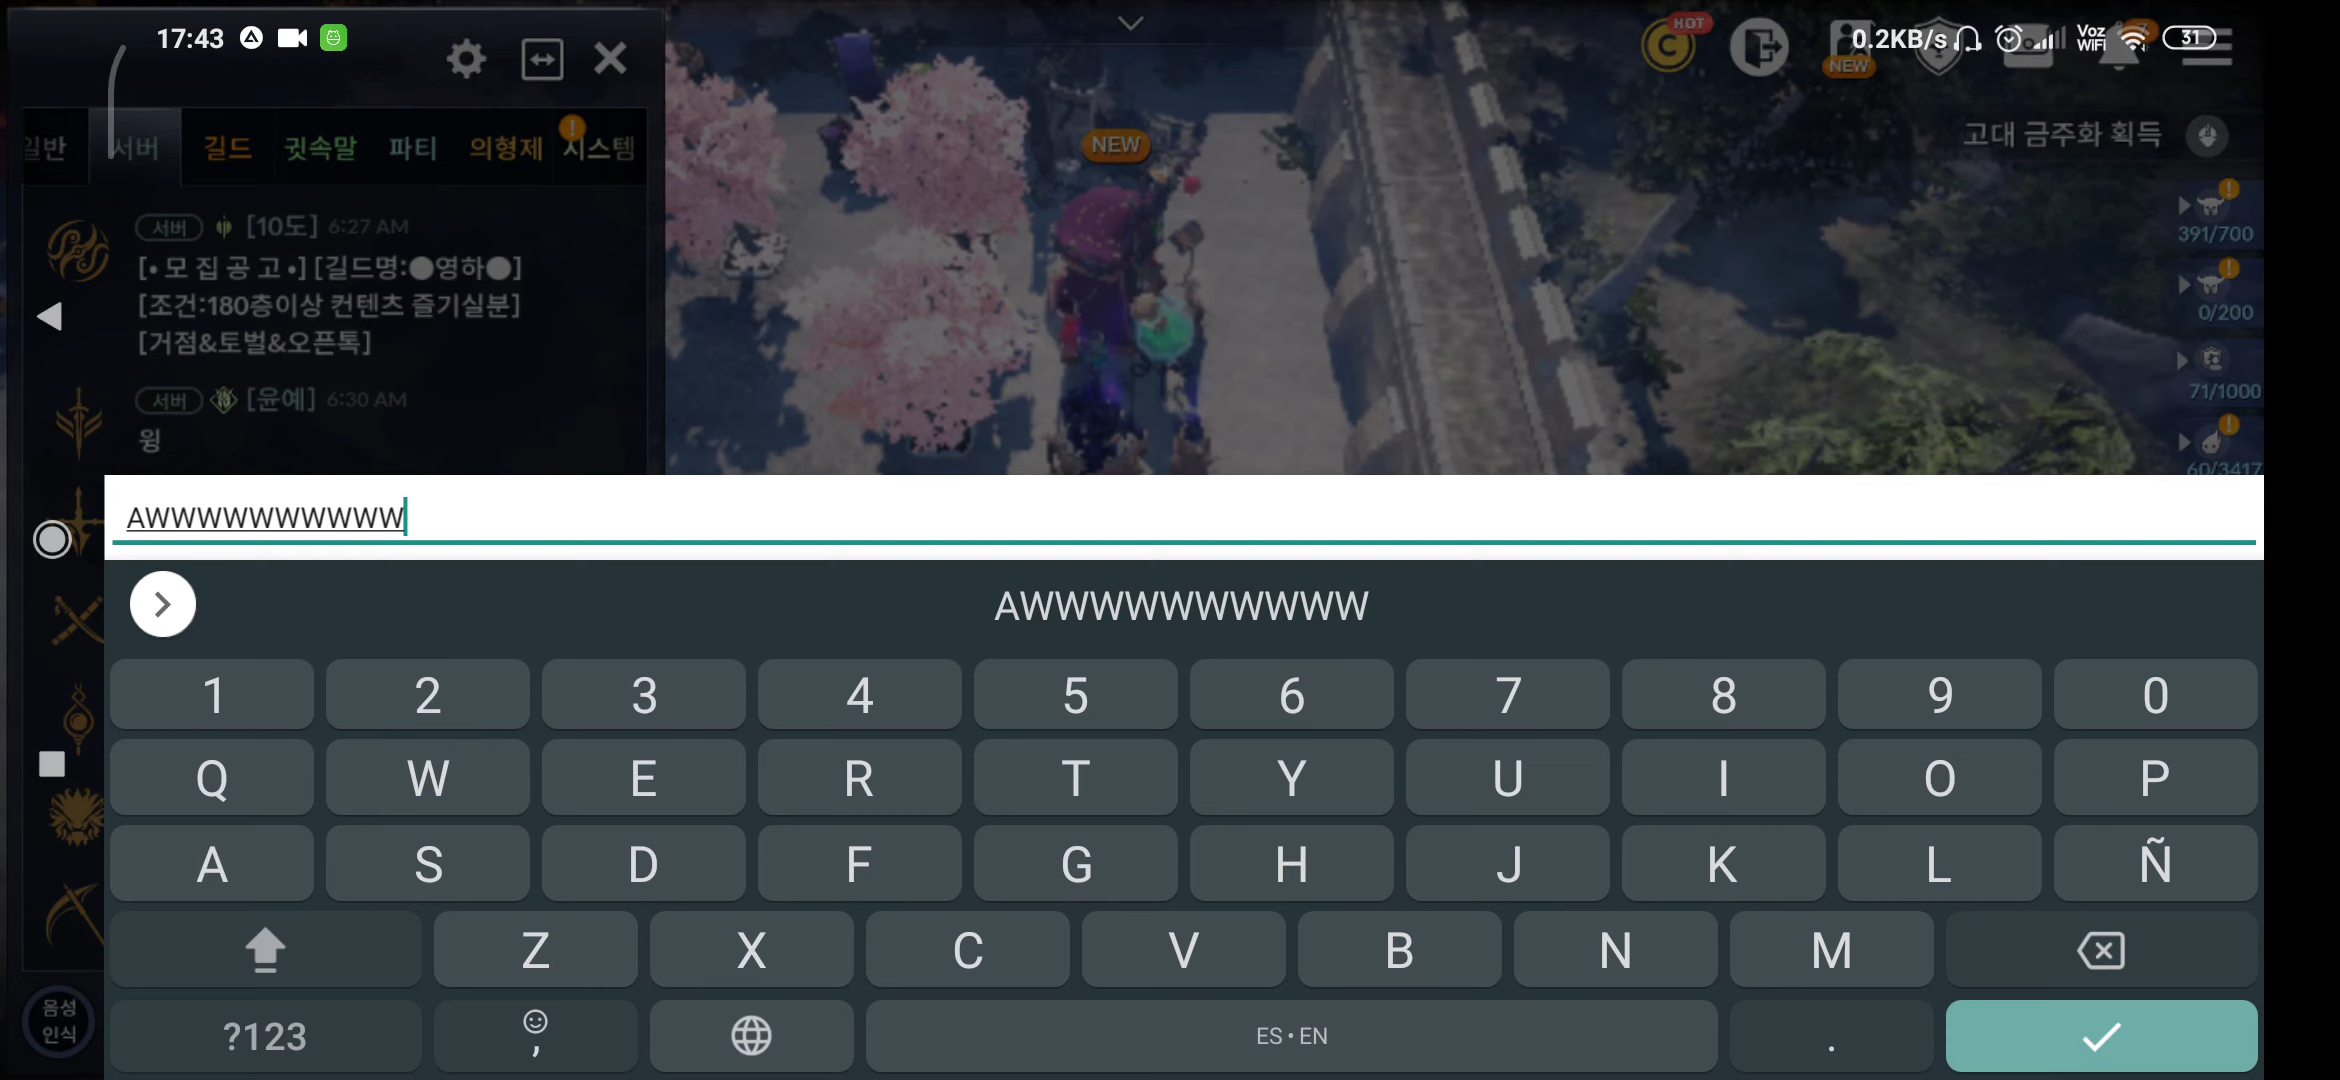 17:43
0.2KB/s
Voz
WiFi
31
HOT
NEW
일반 서버 길드 귓속말 파티 의형제 시스템
NEW
고대 금주화 획득
서버 [10도] 6:27 AM
[• 모 집 공 고 •] [길드명:●영하●]
[조건:180층이상 컨텐츠 즐기실분]
[거점&토벌&오픈톡]
서버 [윤예] 6:30 AM
윙
391/700
0/200
71/1000
60/3417
AWWWWWWWWWW
AWWWWWWWWWW
1 2 3 4 5 6 7 8 9 0
Q W E R T Y U I O P
A S D F G H J K L Ñ
Z X C V B N M
?123 , ES • EN .
음성
인식